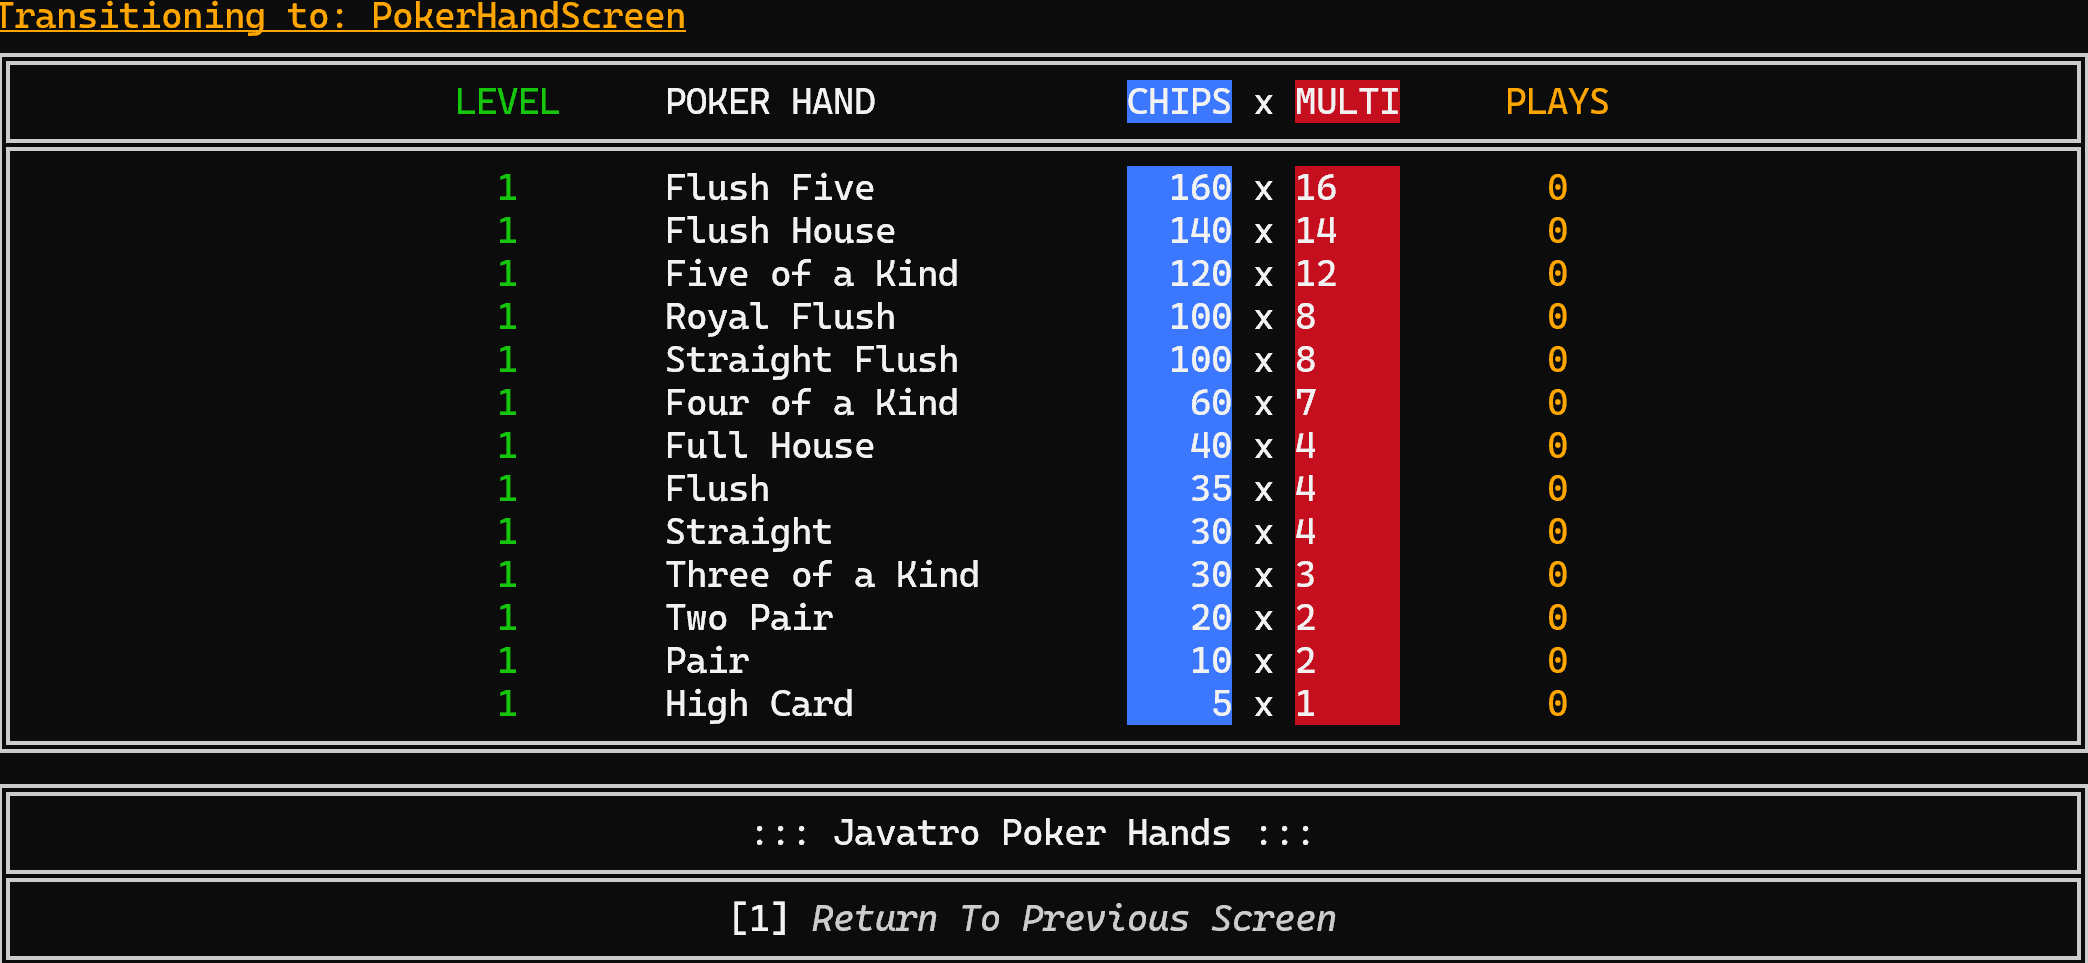 Transitioning to: PokerHandScreen
LEVEL POKER HAND CHIPS x MULTI PLAYS
1 Flush Five 160 x 16 0
1 Flush House 140 x 14 0
1 Five of a Kind 120 x 12 0
1 Royal Flush 100 x 8 0
1 Straight Flush 100 x 8 0
1 Four of a Kind 60 x 7 0
1 Full House 40 x 4 0
1 Flush 35 x 4 0
1 Straight 30 x 4 0
1 Three of a Kind 30 x 3 0
1 Two Pair 20 x 2 0
1 Pair 10 x 2 0
1 High Card 5 x 1 0
::: Javatro Poker Hands :::
[1] Return To Previous Screen